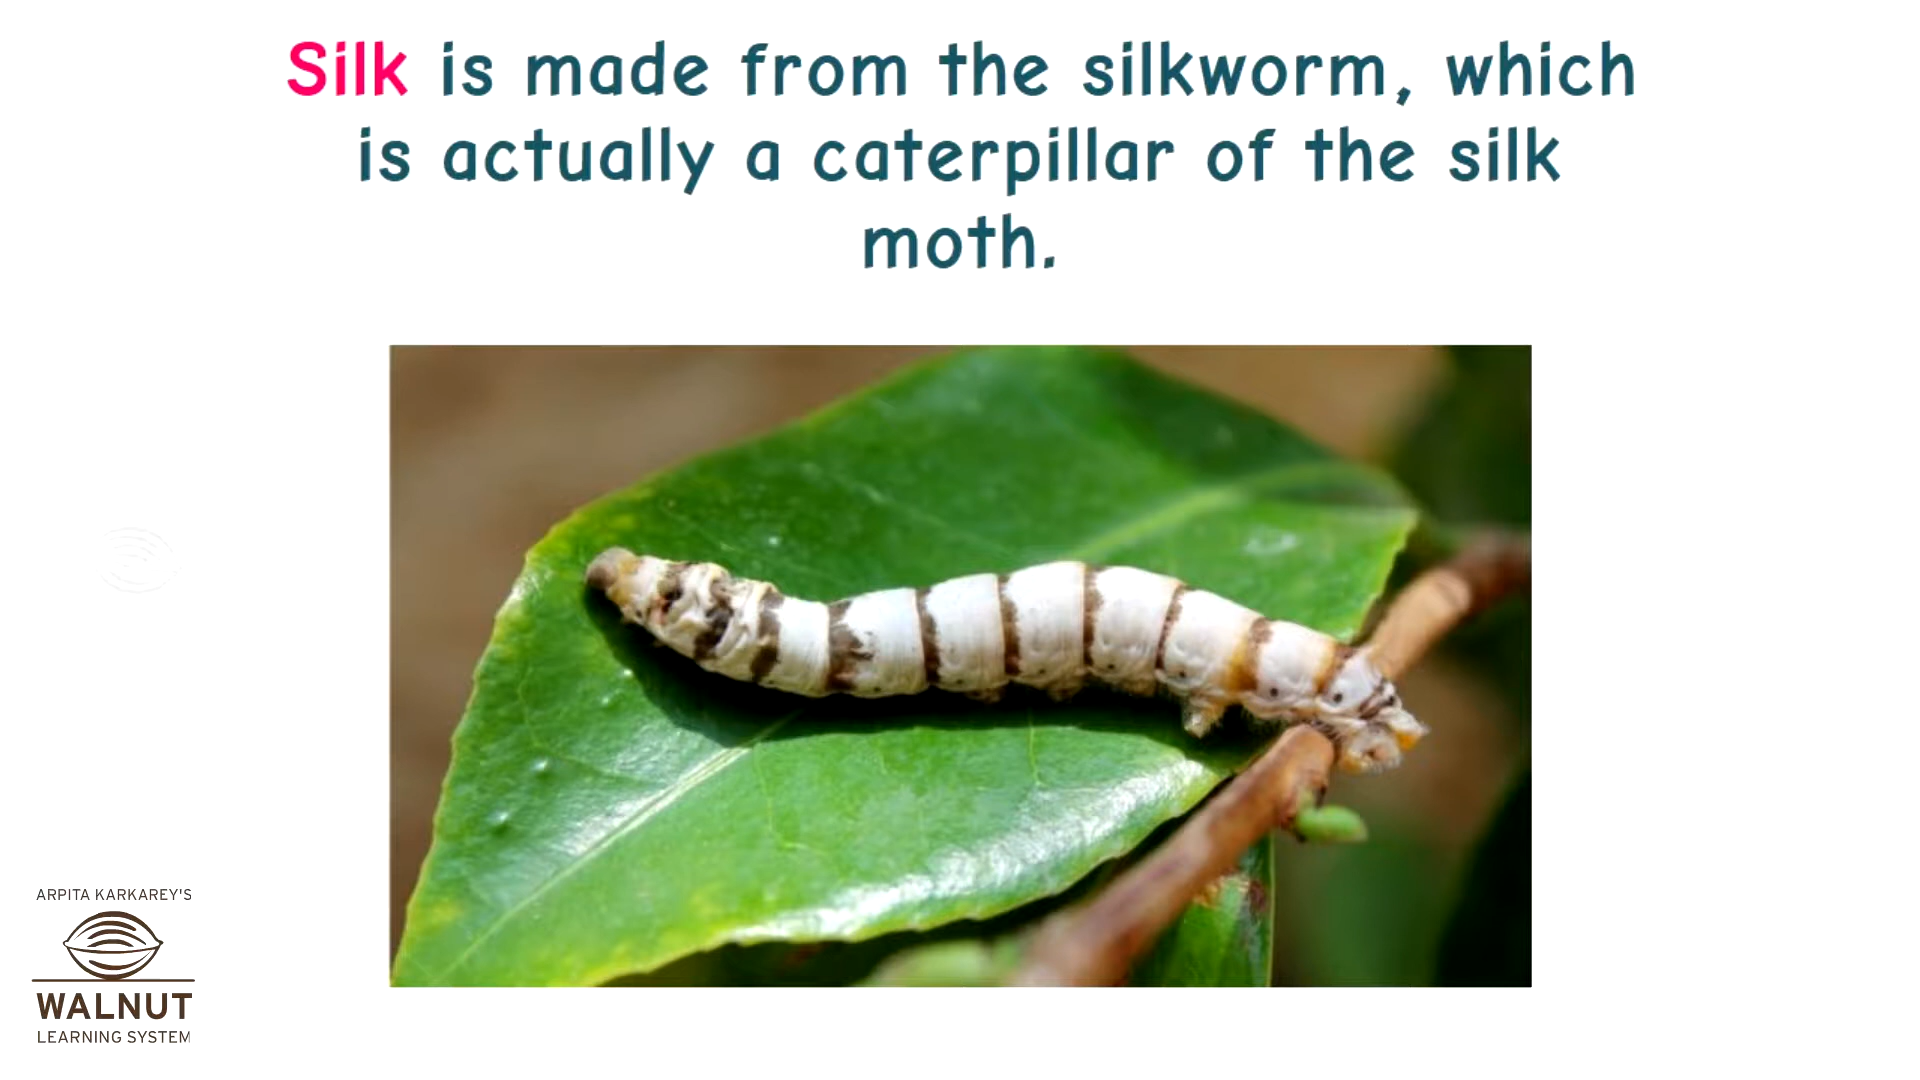 Silk is made from the silkworm, which
is actually a caterpillar of the silk
moth.
ARPITA KARKAREY'S
WALNUT
LEARNING SYSTEM